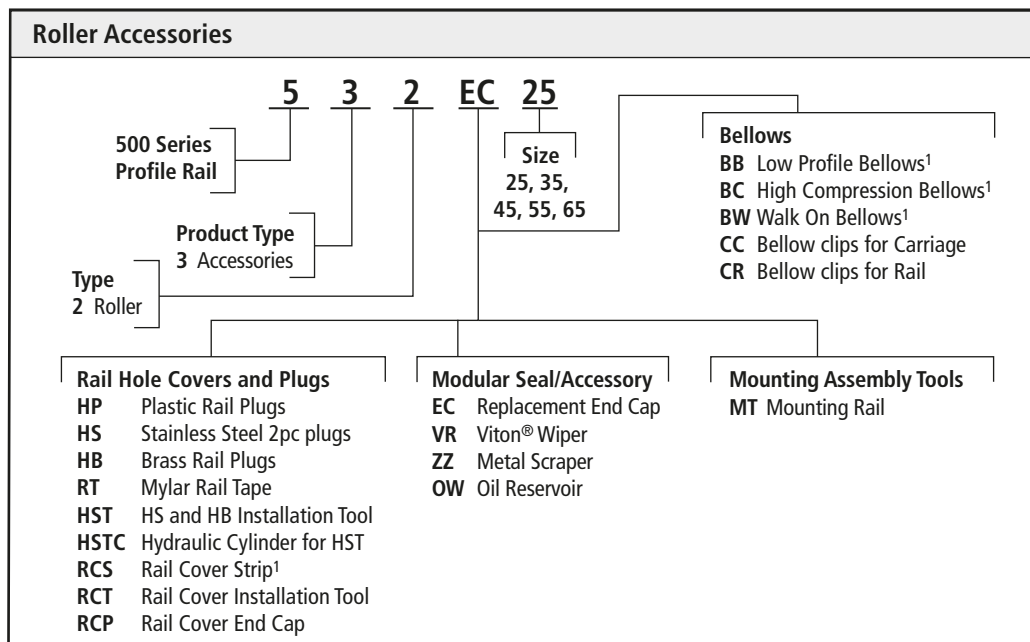 Roller Accessories
5 3 2 EC 25
500 Series
Profile Rail
Product Type
3 Accessories
Type
2 Roller
Size
25, 35,
45, 55, 65
Bellows
BB Low Profile Bellows¹
BC High Compression Bellows¹
BW Walk On Bellows¹
CC Bellow clips for Carriage
CR Bellow clips for Rail
Rail Hole Covers and Plugs
HP Plastic Rail Plugs
HS Stainless Steel 2pc plugs
HB Brass Rail Plugs
RT Mylar Rail Tape
HST HS and HB Installation Tool
HSTC Hydraulic Cylinder for HST
RCS Rail Cover Strip¹
RCT Rail Cover Installation Tool
RCP Rail Cover End Cap
Modular Seal/Accessory
EC Replacement End Cap
VR Viton® Wiper
ZZ Metal Scraper
OW Oil Reservoir
Mounting Assembly Tools
MT Mounting Rail